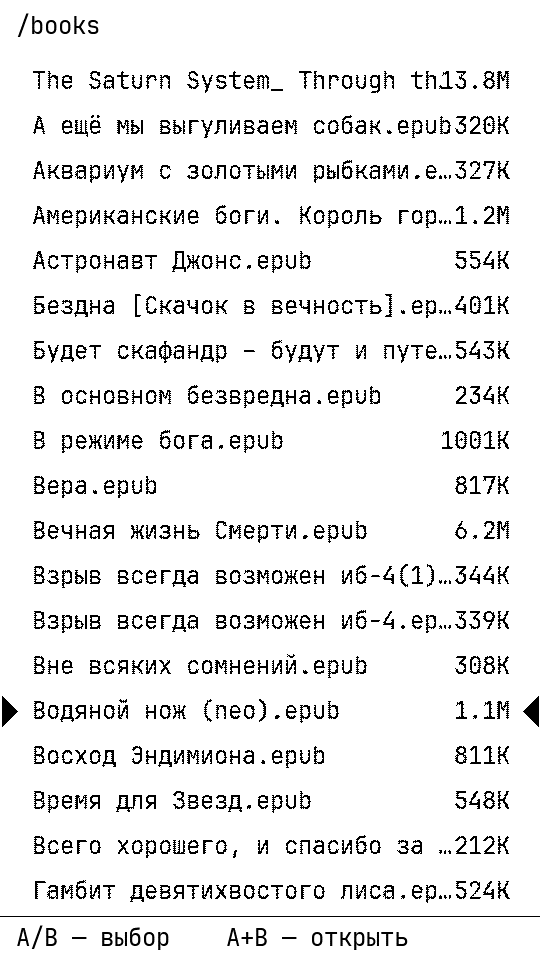 /books
The Saturn System_ Through th13.8M
А ещё мы выгуливаем собак.epub320K
Аквариум с золотыми рыбками.e…327K
Американские боги. Король гор…1.2M
Астронавт Джонс.epub 554K
Бездна [Скачок в вечность].ep…401K
Будет скафандр – будут и путе…543K
В основном безвредна.epub 234K
В режиме бога.epub 1001K
Вера.epub 817K
Вечная жизнь Смерти.epub 6.2M
Взрыв всегда возможен иб-4(1)…344K
Взрыв всегда возможен иб-4.ep…339K
Вне всяких сомнений.epub 308K
Водяной нож (neo).epub 1.1M
Восход Эндимиона.epub 811K
Время для Звезд.epub 548K
Всего хорошего, и спасибо за …212K
Гамбит девятихвостого лиса.ep…524K
A/B — выбор A+B — открыть